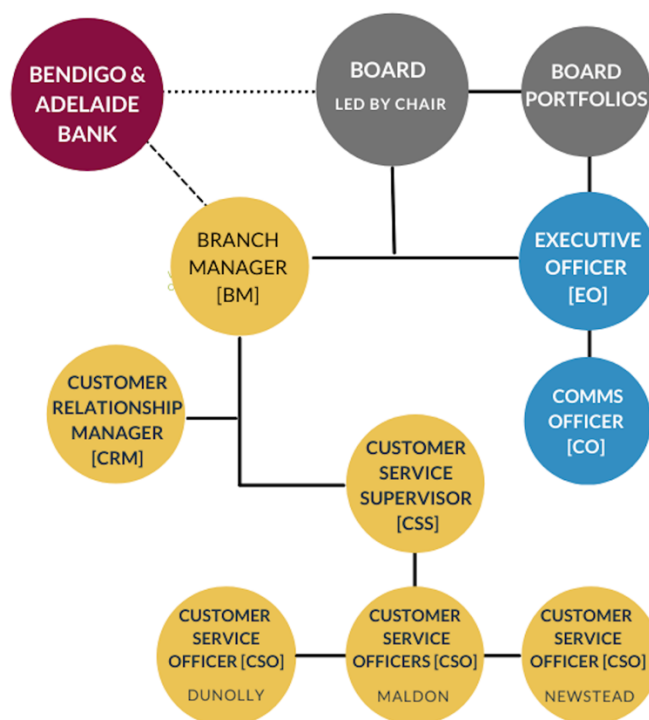 BENDIGO &
ADELAIDE
BANK
BOARD
LED BY CHAIR
BOARD
PORTFOLIOS
BRANCH
MANAGER
[BM]
EXECUTIVE
OFFICER
[EO]
CUSTOMER
RELATIONSHIP
MANAGER
[CRM]
COMMS
OFFICER
[CO]
CUSTOMER
SERVICE
SUPERVISOR
[CSS]
CUSTOMER
SERVICE
OFFICER [CSO]
DUNOLLY
CUSTOMER
SERVICE
OFFICERS [CSO]
MALDON
CUSTOMER
SERVICE
OFFICER [CSO]
NEWSTEAD